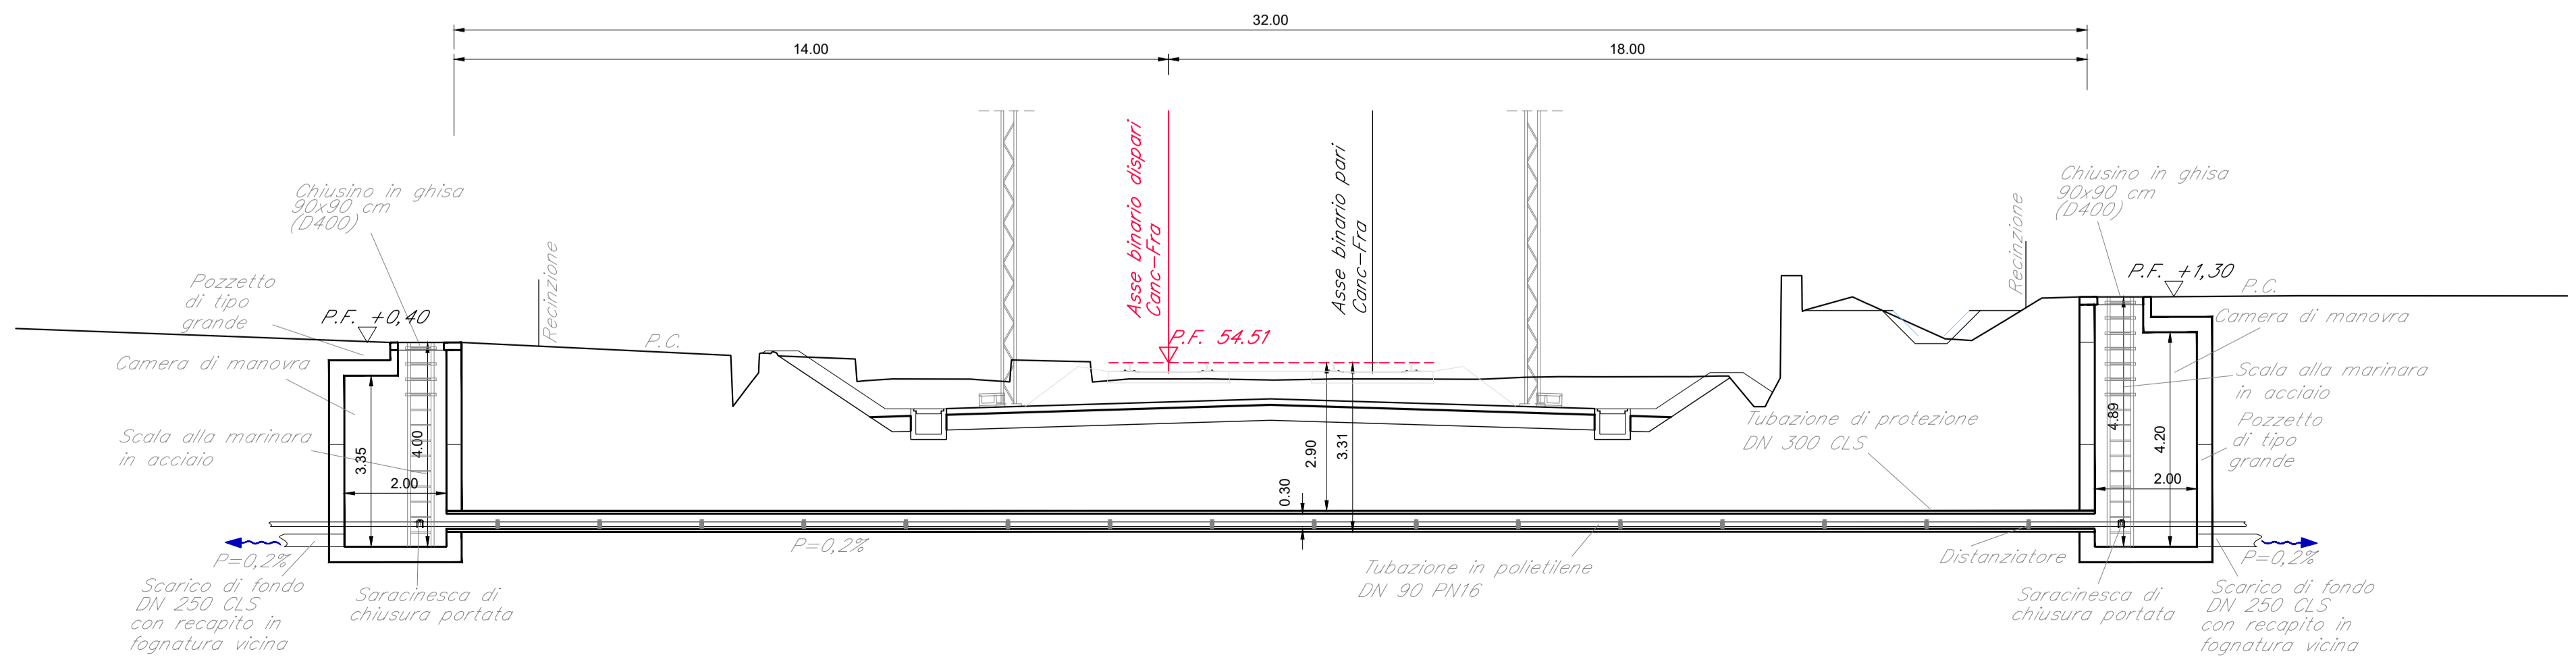 32.00
14.00
18.00
Chiusino in ghisa
90x90 cm
(D400)
Pozzetto
di tipo
grande
P.F. +0,40
Camera di manovra
Scala alla marinara
in acciaio
3.35
4.00
2.00
Recinzione
P.C.
Asse binario dispari
Canc-Fra
P.F. 54.51
Asse binario pari
Canc-Fra
2.90
3.31
0.30
Tubazione di protezione
DN 300 CLS
Recinzione
Chiusino in ghisa
90x90 cm
(D400)
P.F. +1,30
P.C.
Camera di manovra
Scala alla marinara
in acciaio
Pozzetto
di tipo
grande
4.89
4.20
2.00
P=0,2%
Scarico di fondo
DN 250 CLS
con recapito in
fognatura vicina
Saracinesca di
chiusura portata
P=0,2%
Tubazione in polietilene
DN 90 PN16
Distanziatore
Saracinesca di
chiusura portata
P=0,2%
Scarico di fondo
DN 250 CLS
con recapito in
fognatura vicina